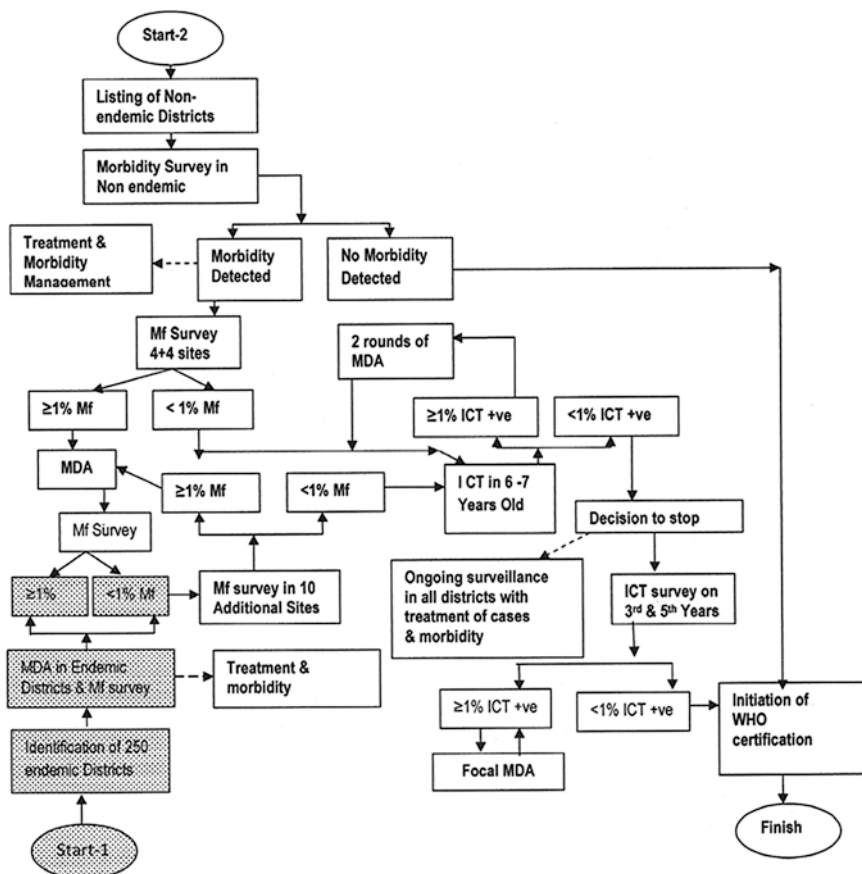 Start-2
Listing of Non-
endemic Districts
Morbidity Survey in
Non endemic
Treatment &
Morbidity
Management
Morbidity
Detected
No Morbidity
Detected
Mf Survey
4+4 sites
2 rounds of
MDA
≥1% Mf
< 1% Mf
≥1% ICT +ve
<1% ICT +ve
MDA
≥1% Mf
<1% Mf
I CT in 6 -7
Years Old
Mf Survey
Decision to stop
≥1%
<1% Mf
Mf survey in 10
Additional Sites
Ongoing surveillance
in all districts with
treatment of cases
& morbidity
ICT survey on
3rd & 5th Years
MDA in Endemic
Districts & Mf survey
Treatment &
morbidity
≥1% ICT +ve
<1% ICT +ve
Initiation of
WHO
certification
Identification of 250
endemic Districts
Focal MDA
Start-1
Finish